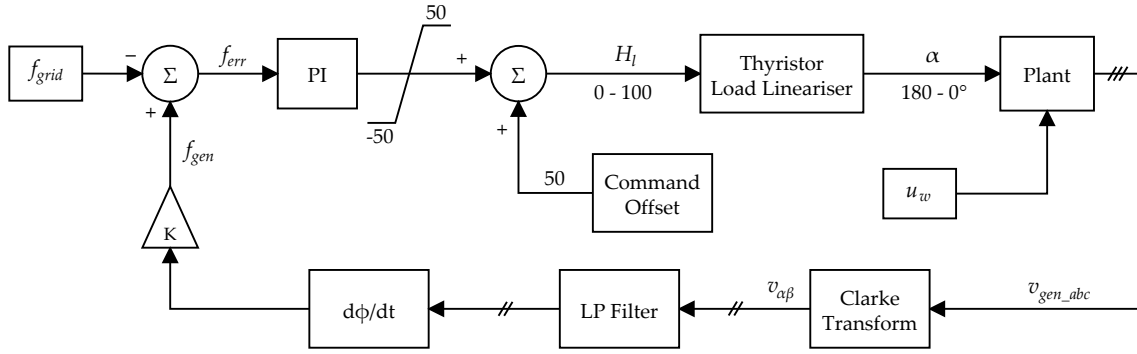 f_grid
−
Σ
+
f_err
PI
50
-50
+
Σ
+
H_l
0 - 100
Thyristor
Load Lineariser
α
180 - 0°
Plant
f_gen
50
Command
Offset
u_w
K
dϕ/dt
LP Filter
v_αβ
Clarke
Transform
v_gen_abc